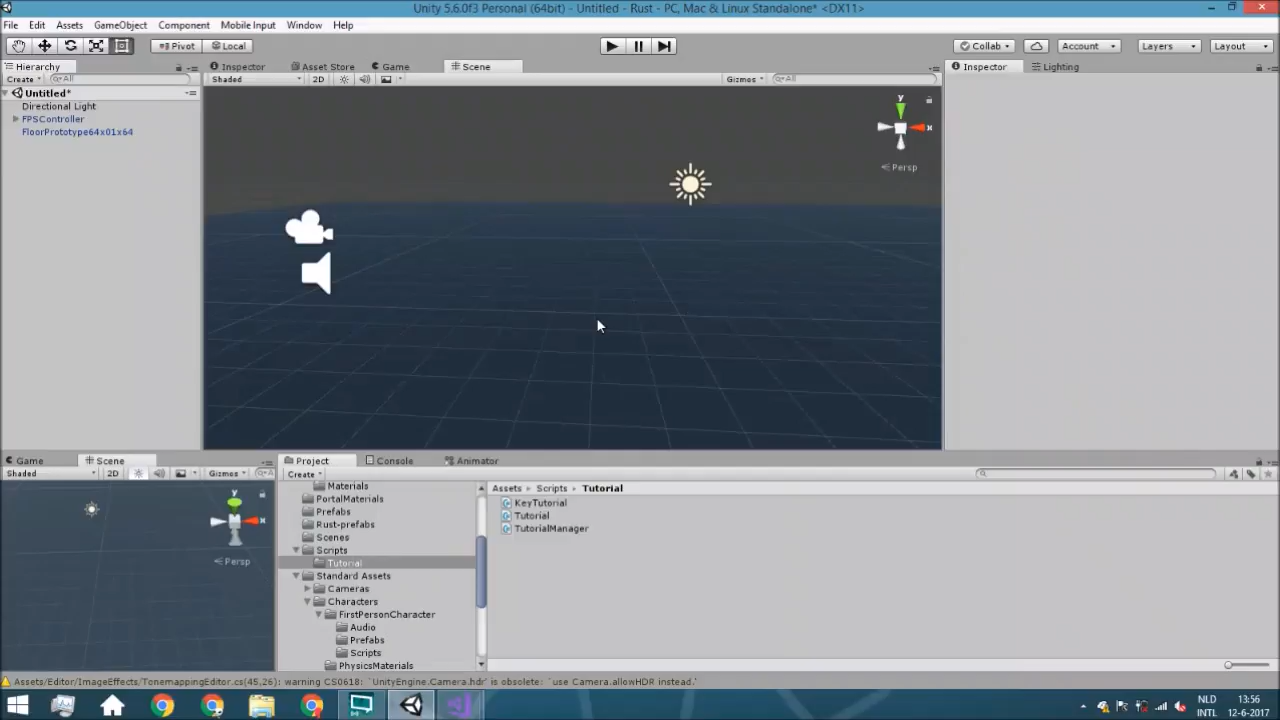 Unity 5.6.0f3 Personal (64bit) - Untitled - Rust - PC, Mac & Linux Standalone* <DX11>
File Edit Assets GameObject Component Mobile Input Window Help
Pivot Local Collab Account Layers Layout
Hierarchy Inspector Asset Store Game Scene Inspector Lighting
Create All Shaded 2D Gizmos All
Untitled*
Directional Light
FPSController
FloorPrototype64x01x64
y
x
Persp
Game Scene Project Console Animator
Shaded 2D Gizmos Create
Materials
PortalMaterials
Prefabs
Rust-prefabs
Scenes
Scripts
Tutorial
Standard Assets
Cameras
Characters
FirstPersonCharacter
Audio
Prefabs
Scripts
PhysicsMaterials
Assets Scripts Tutorial
KeyTutorial
Tutorial
TutorialManager
y
x
Persp
Assets/Editor/ImageEffects/TonemappingEditor.cs(45,26): warning CS0618: `UnityEngine.Camera.hdr' is obsolete: `use Camera.allowHDR instead.'
NLD 13:56
INTL 12-6-2017